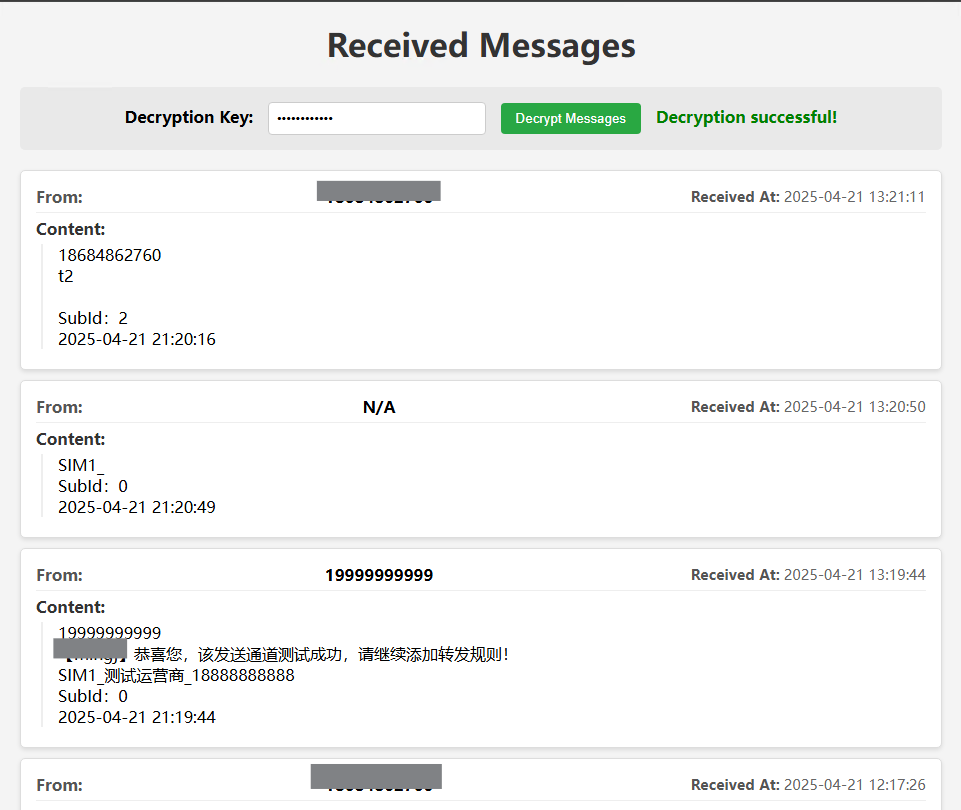 Received Messages
Decryption Key: •••••••••••• Decrypt Messages Decryption successful!
From: Received At: 2025-04-21 13:21:11
Content:
18684862760
t2
SubId：2
2025-04-21 21:20:16
From: N/A Received At: 2025-04-21 13:20:50
Content:
SIM1_
SubId：0
2025-04-21 21:20:49
From: 19999999999 Received At: 2025-04-21 13:19:44
Content:
19999999999
恭喜您，该发送通道测试成功，请继续添加转发规则！
SIM1_测试运营商_18888888888
SubId：0
2025-04-21 21:19:44
From: Received At: 2025-04-21 12:17:26